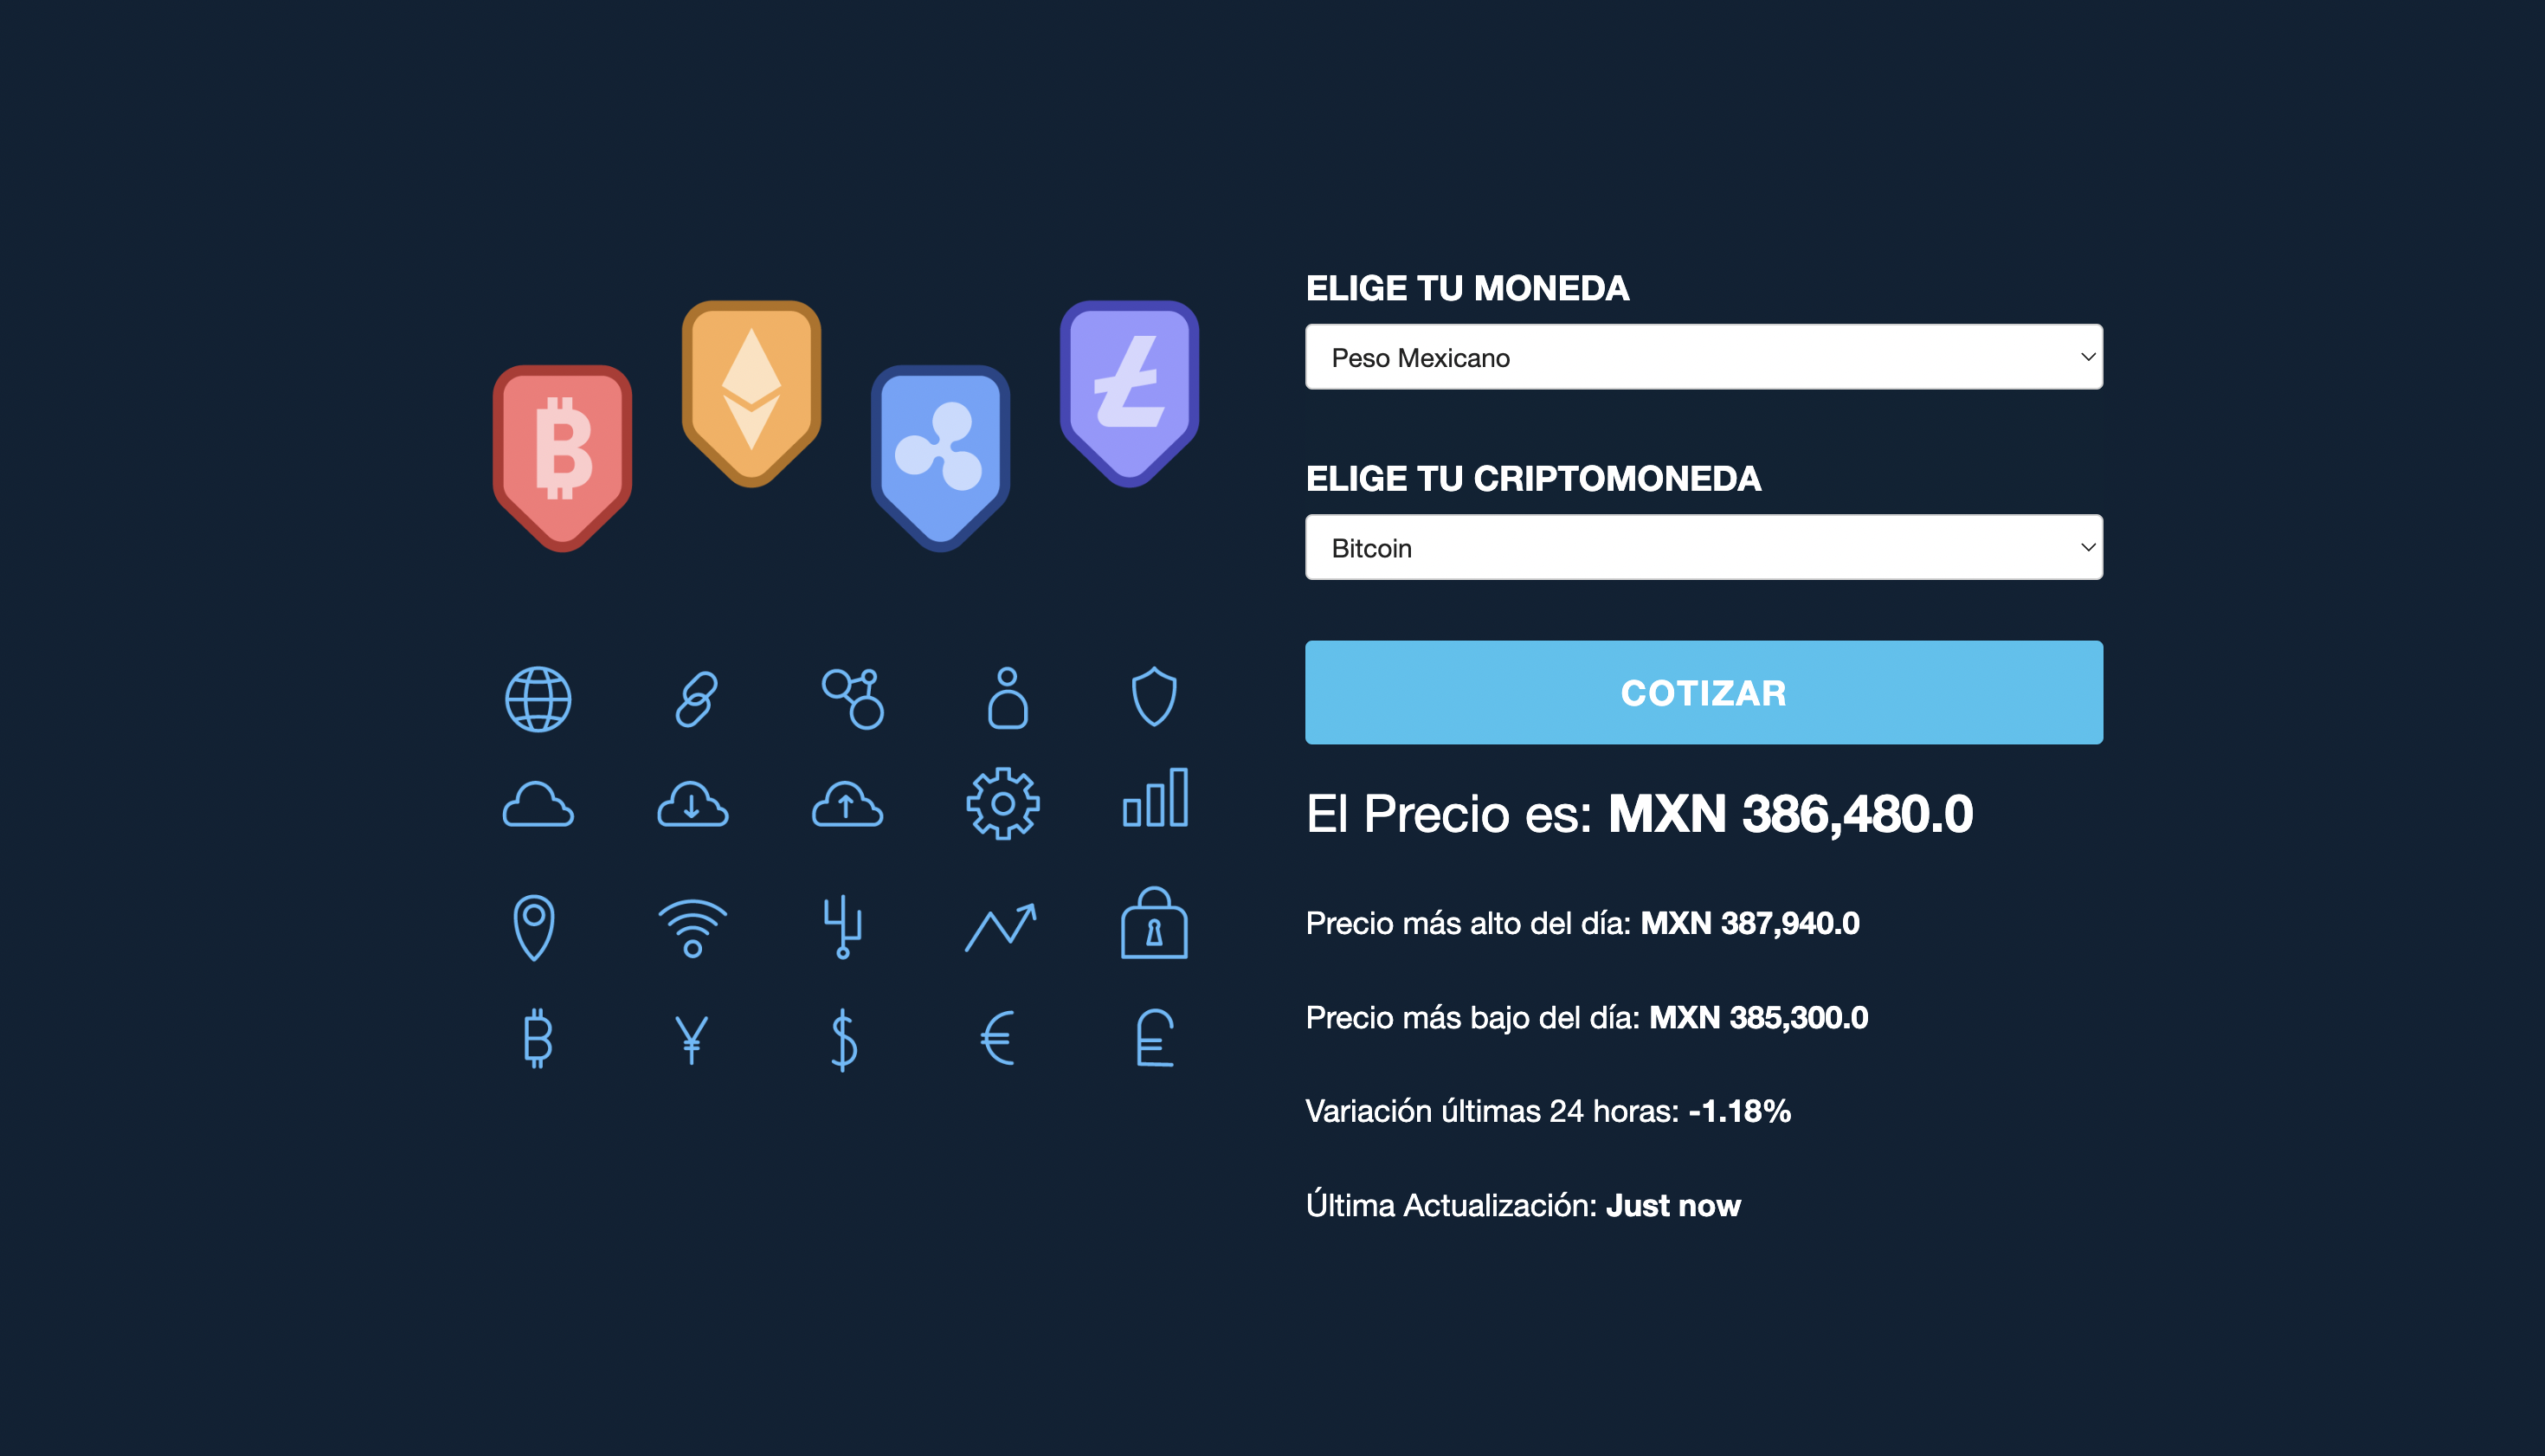 ELIGE TU MONEDA
Peso Mexicano
ELIGE TU CRIPTOMONEDA
Bitcoin
COTIZAR
El Precio es: MXN 386,480.0
Precio más alto del día: MXN 387,940.0
Precio más bajo del día: MXN 385,300.0
Variación últimas 24 horas: -1.18%
Última Actualización: Just now